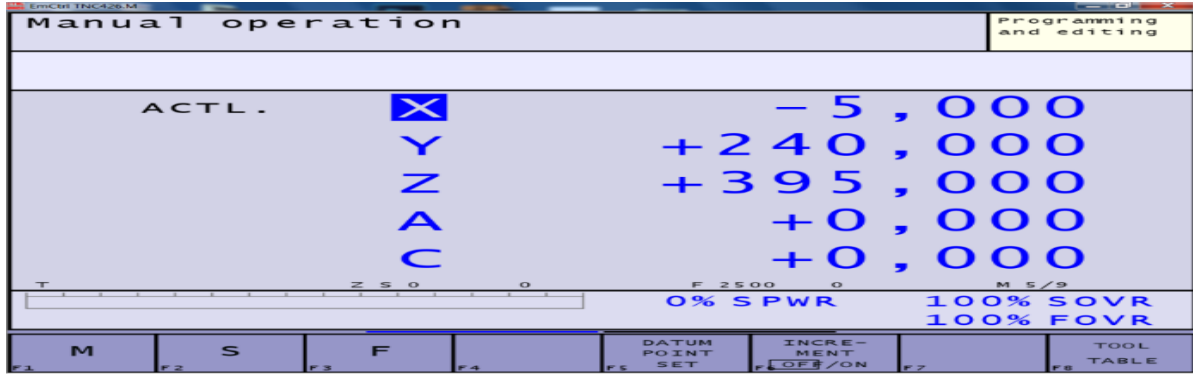 EmCtrl TNC426.M
Manual operation
Programming
and editing
ACTL. X -5,000
Y +240,000
Z +395,000
A +0,000
C +0,000
T Z S 0 0 F 2500 0 M 5/9
0% SPWR 100% SOVR
100% FOVR
F1 M
F2 S
F3 F
F4
F5 DATUM
POINT
SET
F6 INCRE-
MENT
OFF/ON
F7
F8 TOOL
TABLE